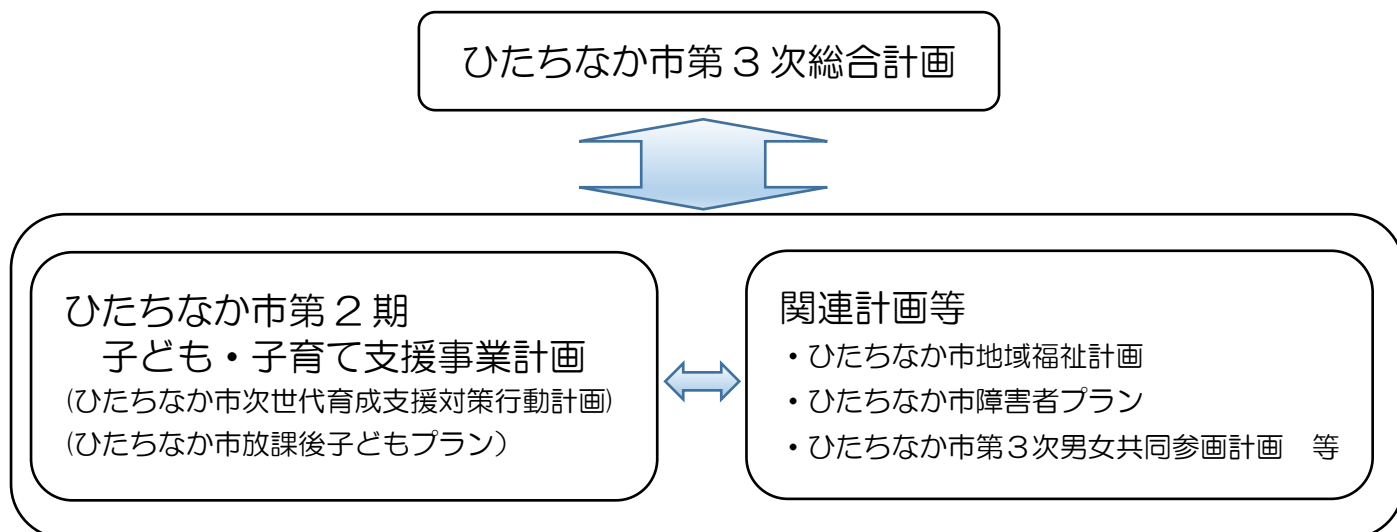 ひたちなか市第３次総合計画
ひたちなか市第２期
子ども・子育て支援事業計画
(ひたちなか市次世代育成支援対策行動計画)
(ひたちなか市放課後子どもプラン）
関連計画等
・ひたちなか市地域福祉計画
・ひたちなか市障害者プラン
・ひたちなか市第３次男女共同参画計画　等